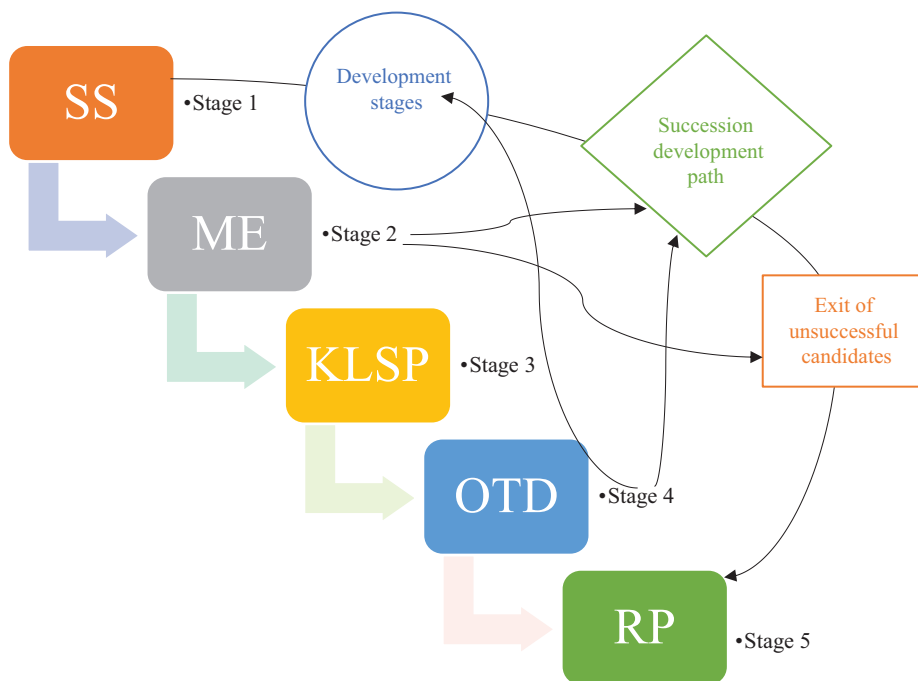 SS
•Stage 1
Development
stages
Succession
development
path
ME
•Stage 2
Exit of
unsuccessful
candidates
KLSP
•Stage 3
OTD
•Stage 4
RP
•Stage 5